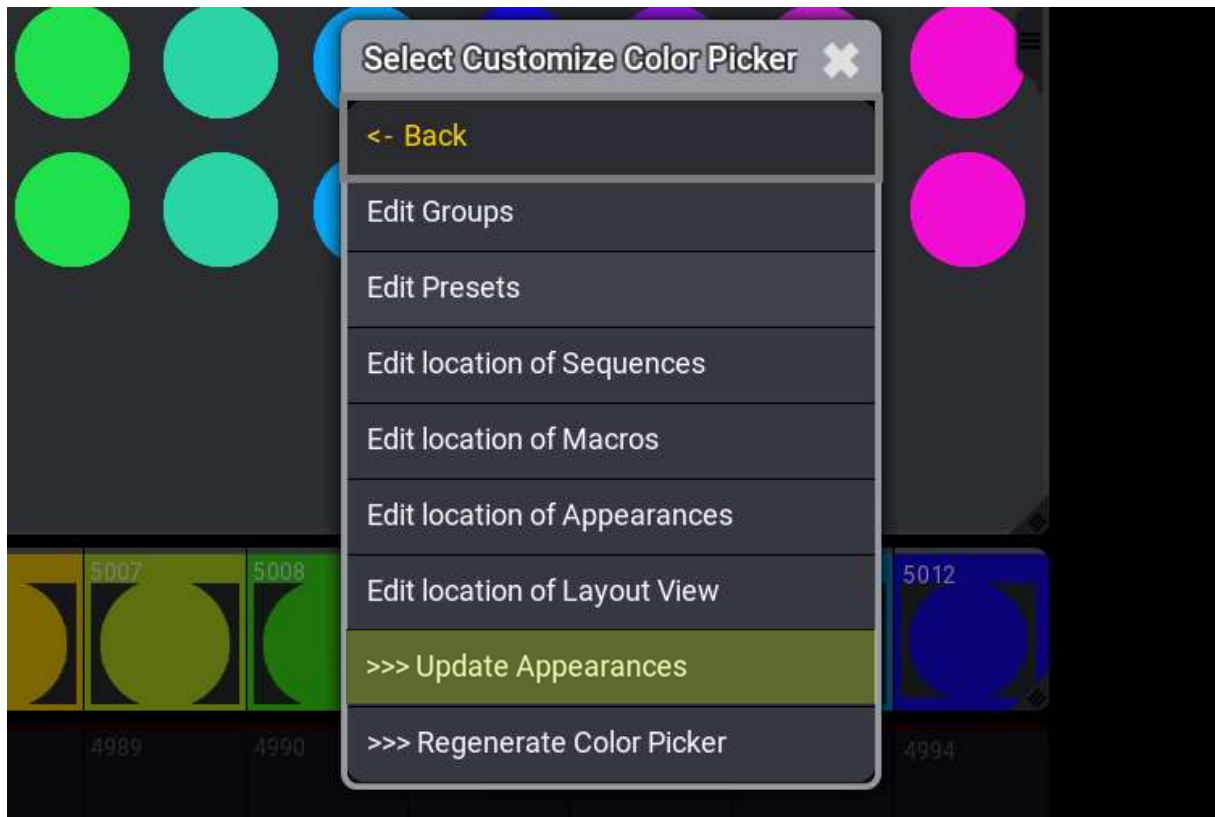 Select Customize Color Picker
<- Back
Edit Groups
Edit Presets
Edit location of Sequences
Edit location of Macros
Edit location of Appearances
Edit location of Layout View
>>> Update Appearances
>>> Regenerate Color Picker
5007 5008 5012
4989 4990 4994